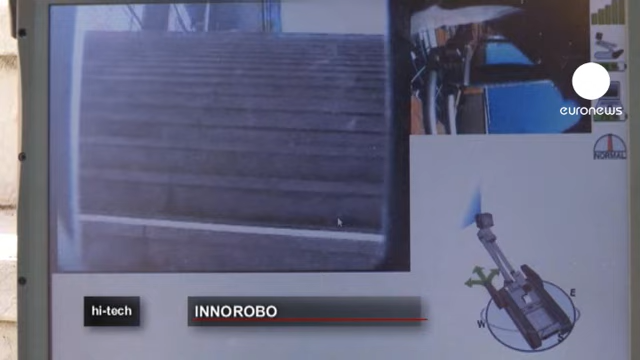 euronews
NORMAL
E
W
S
hi-tech
INNOROBO